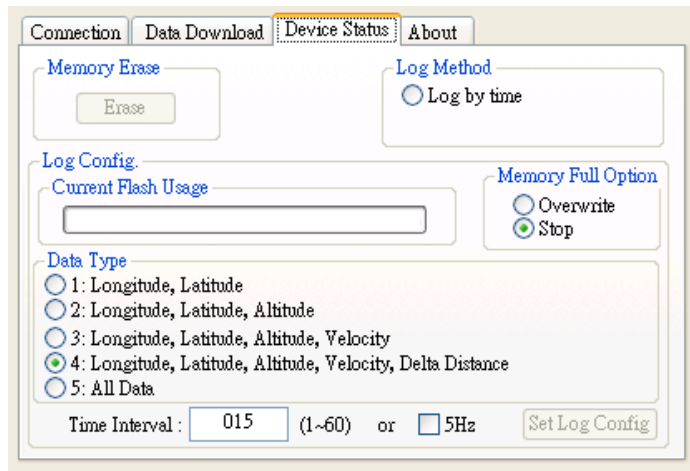 Connection Data Download Device Status About
Memory Erase
Erase
Log Method
Log by time
Log Config.
Current Flash Usage
Memory Full Option
Overwrite
Stop
Data Type
1: Longitude, Latitude
2: Longitude, Latitude, Altitude
3: Longitude, Latitude, Altitude, Velocity
4: Longitude, Latitude, Altitude, Velocity, Delta Distance
5: All Data
Time Interval : 015 (1~60) or 5Hz Set Log Config